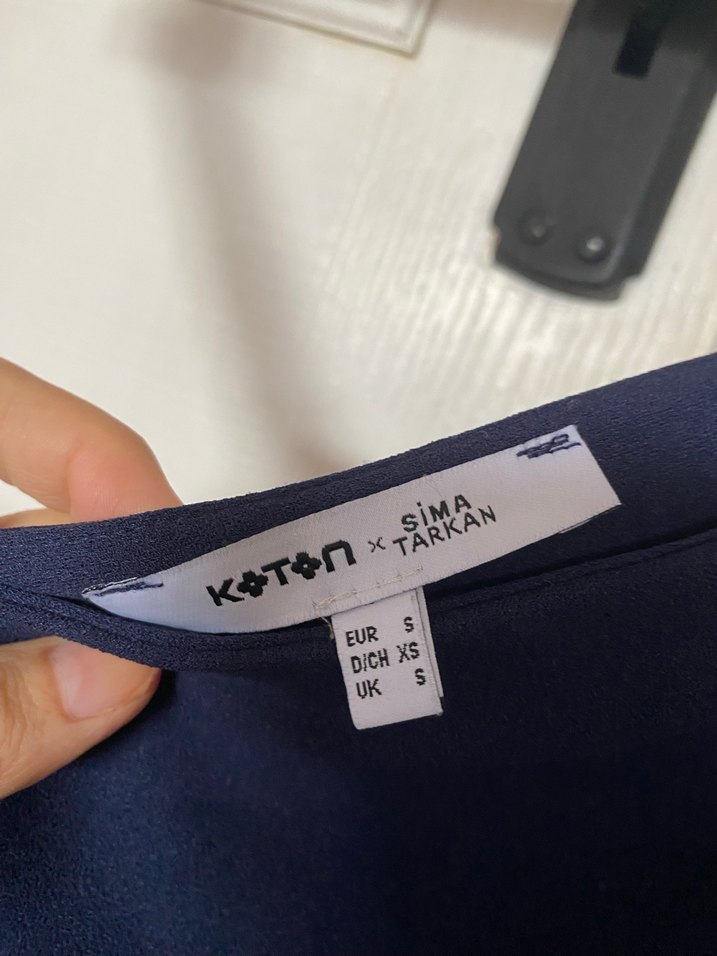 KOTON × SİMA TARKAN
EUR S
D/CH XS
UK S